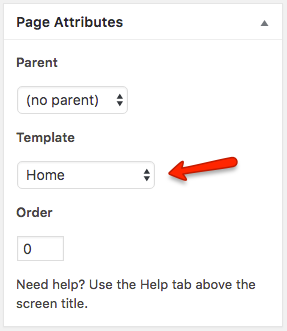 Page Attributes
Parent
(no parent)
Template
Home
Order
0
Need help? Use the Help tab above the
screen title.